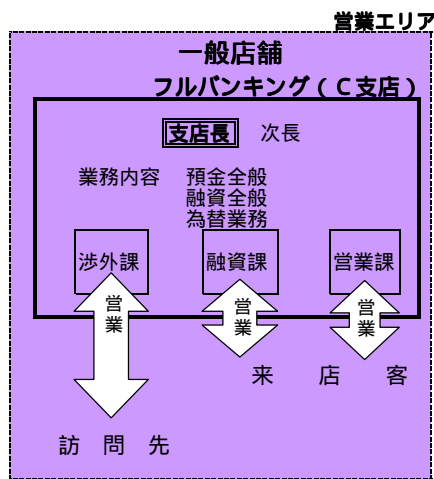 営業エリア
一般店舗
フルバンキング（Ｃ支店）
支店長　次長
業務内容　預金全般
融資全般
為替業務
渉外課　融資課　営業課
営業　営業　営業
来　店　客
訪　問　先